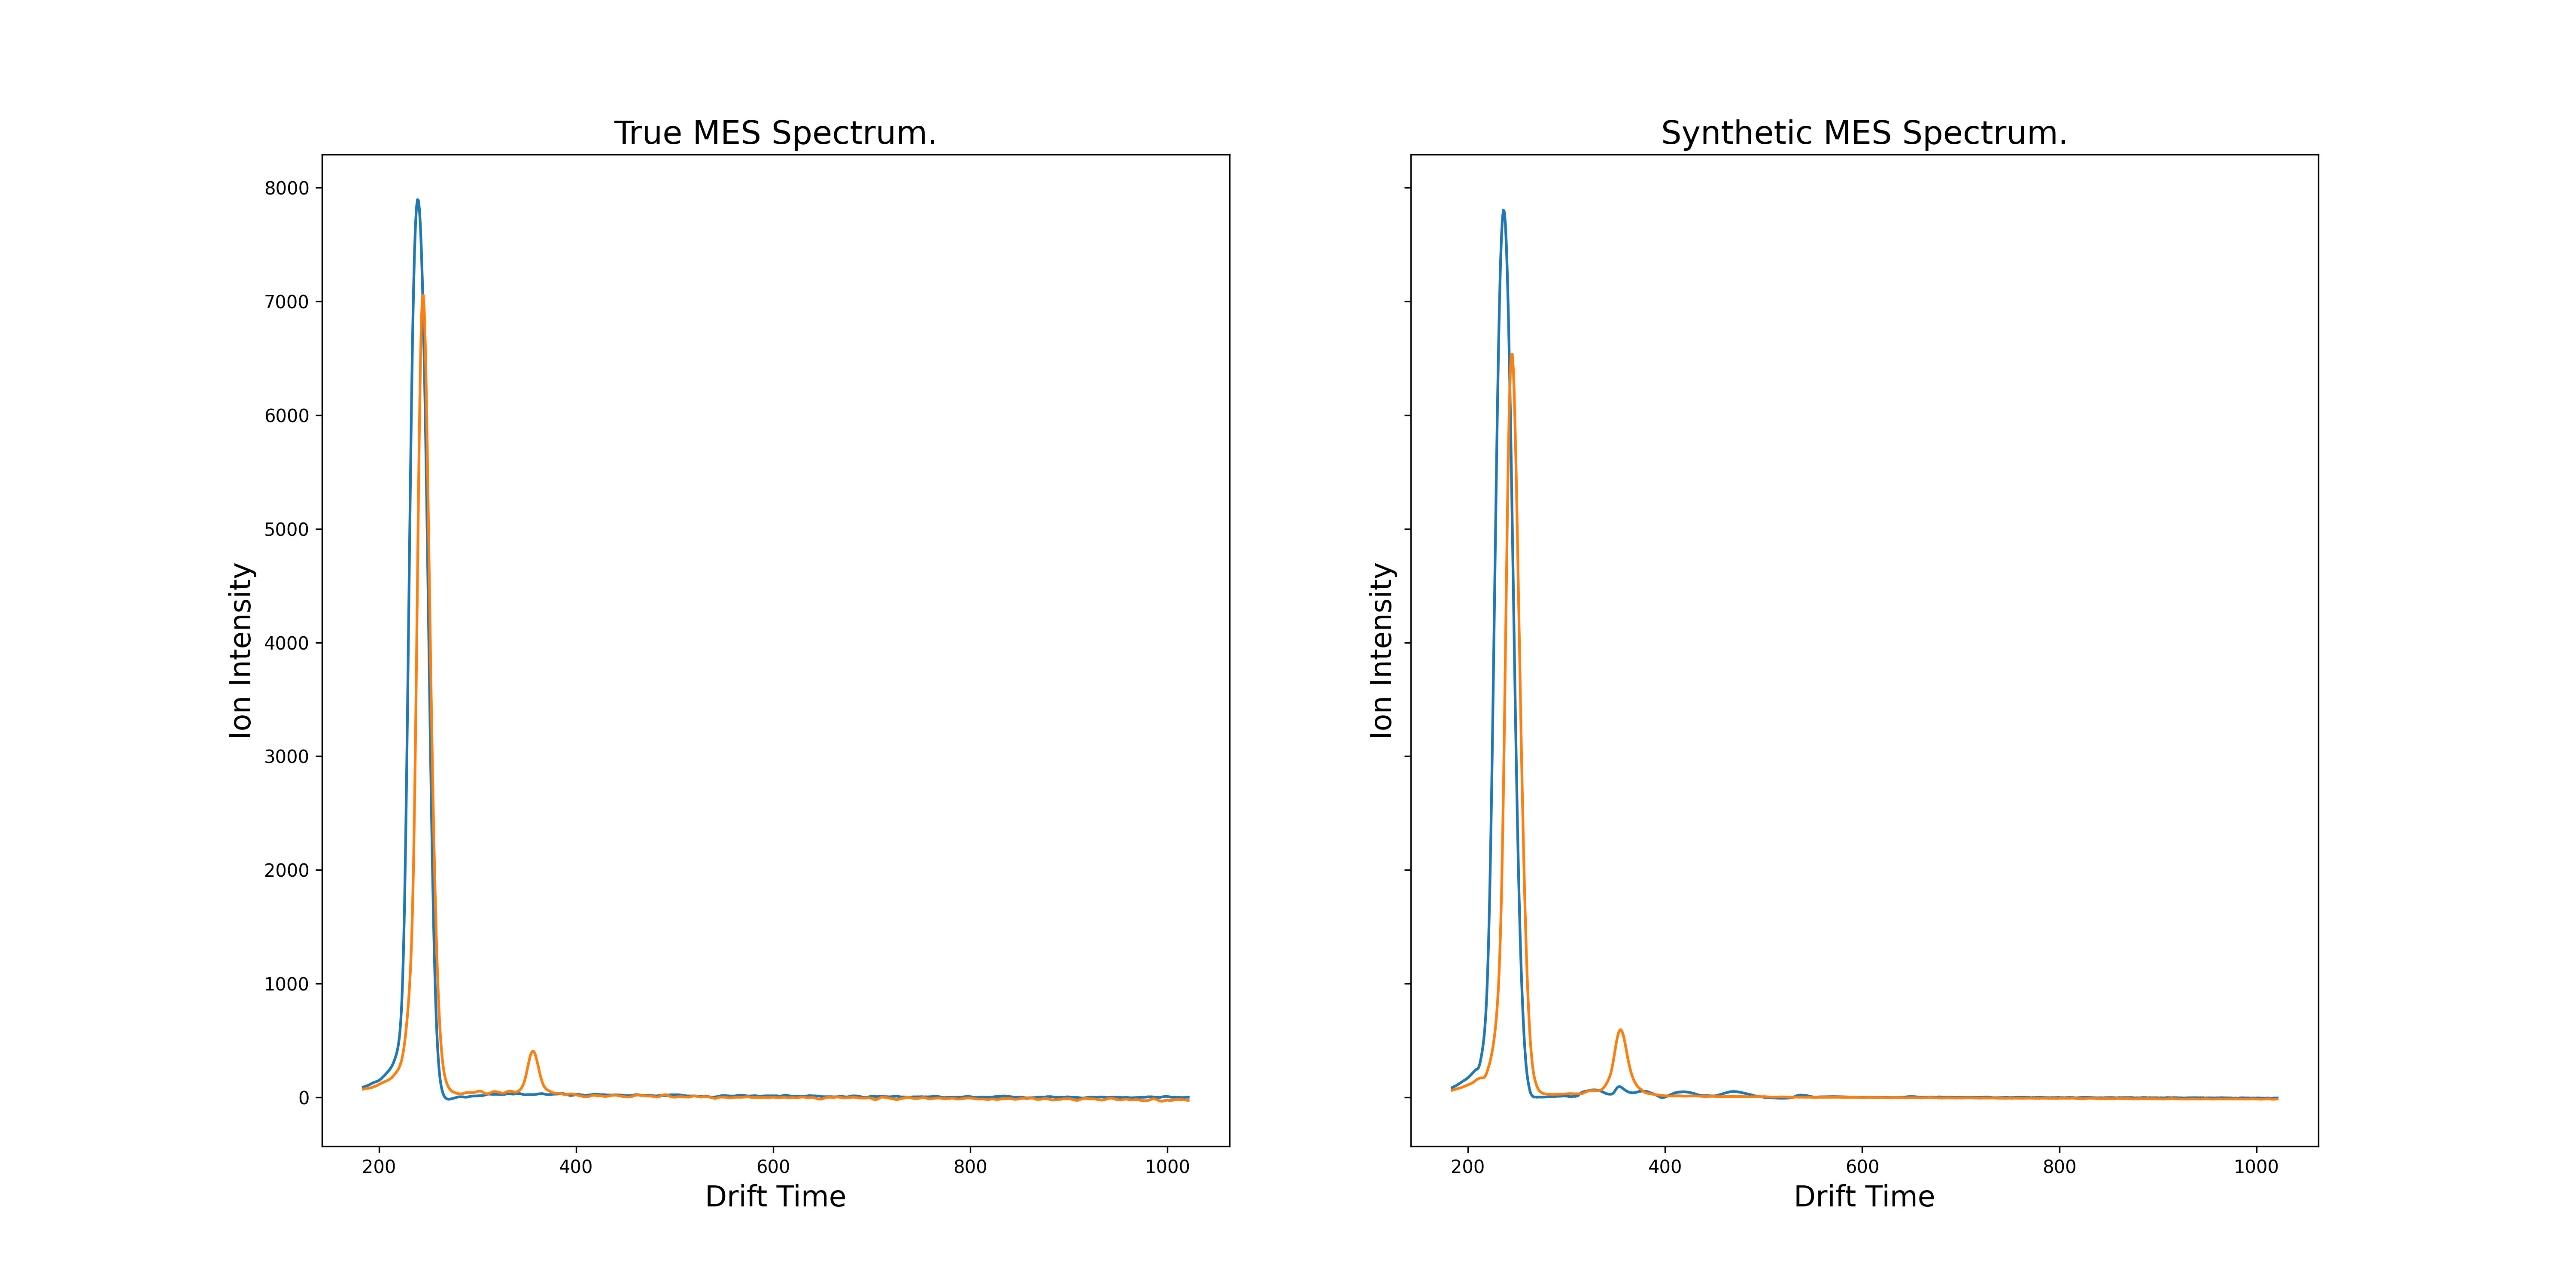 True MES Spectrum.
8000
7000
6000
5000
4000
3000
2000
1000
0
Ion Intensity
200 400 600 800 1000
Drift Time
Synthetic MES Spectrum.
Ion Intensity
200 400 600 800 1000
Drift Time